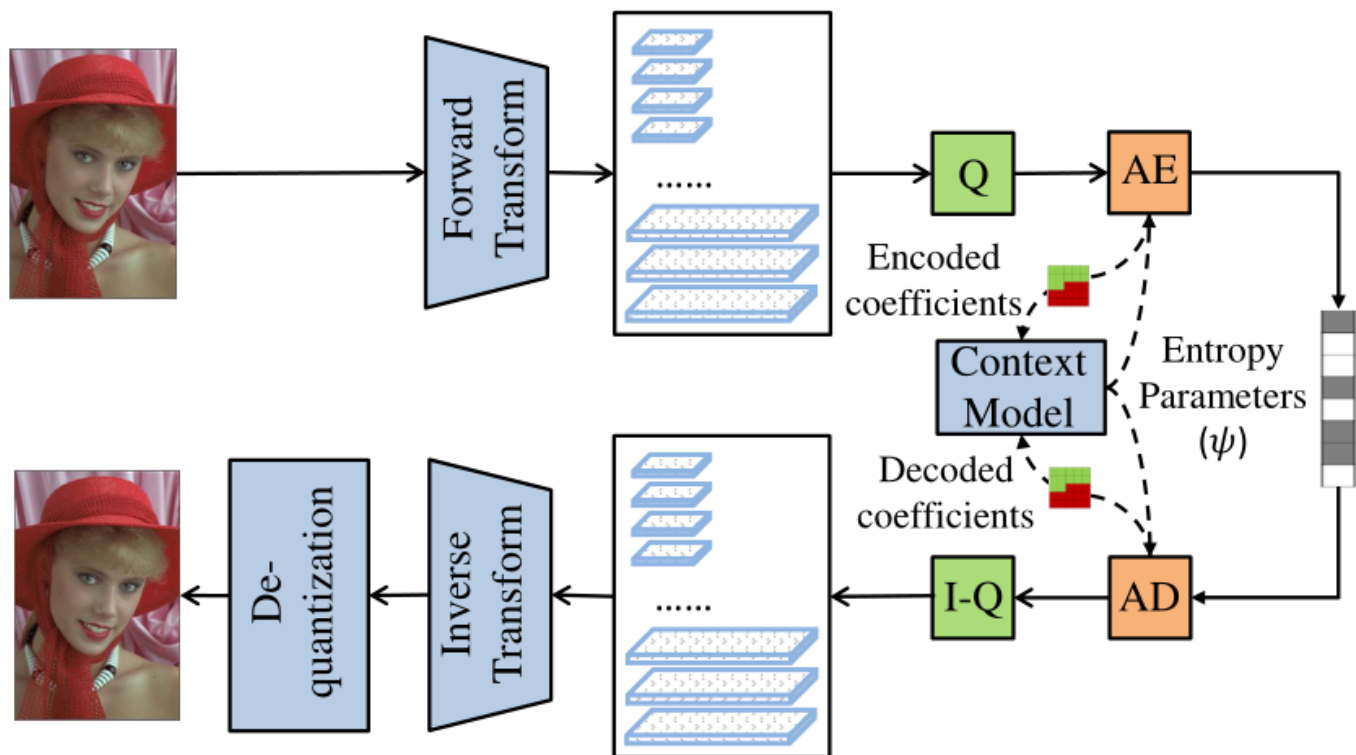 Forward
Transform
......
Q
AE
Encoded
coefficients
Context
Model
Entropy
Parameters
(ψ)
Decoded
coefficients
De-
quantization
Inverse
Transform
......
I-Q
AD